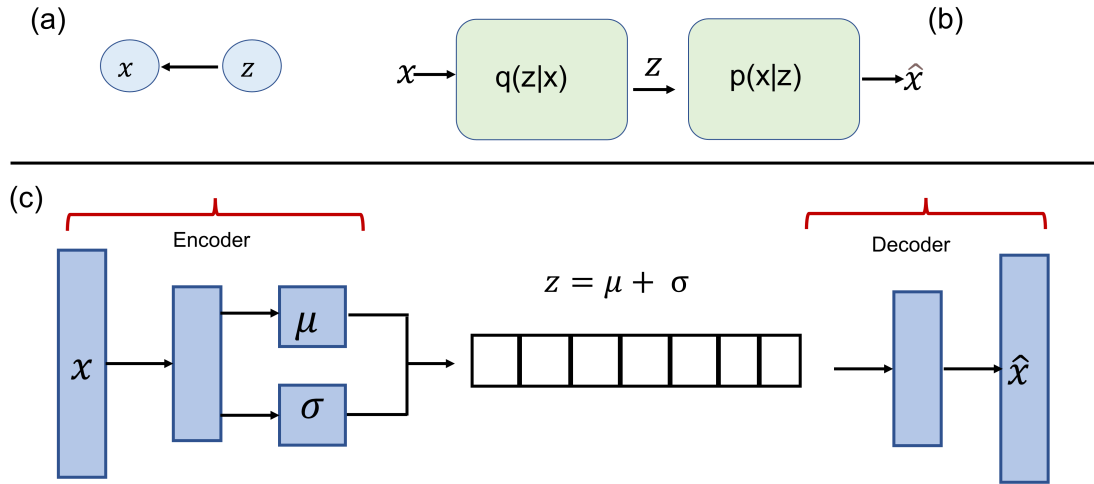 (a)
x
z
x
q(z|x)
z
p(x|z)
x̂
(b)
(c)
Encoder
Decoder
x
μ
σ
z = μ + σ
x̂